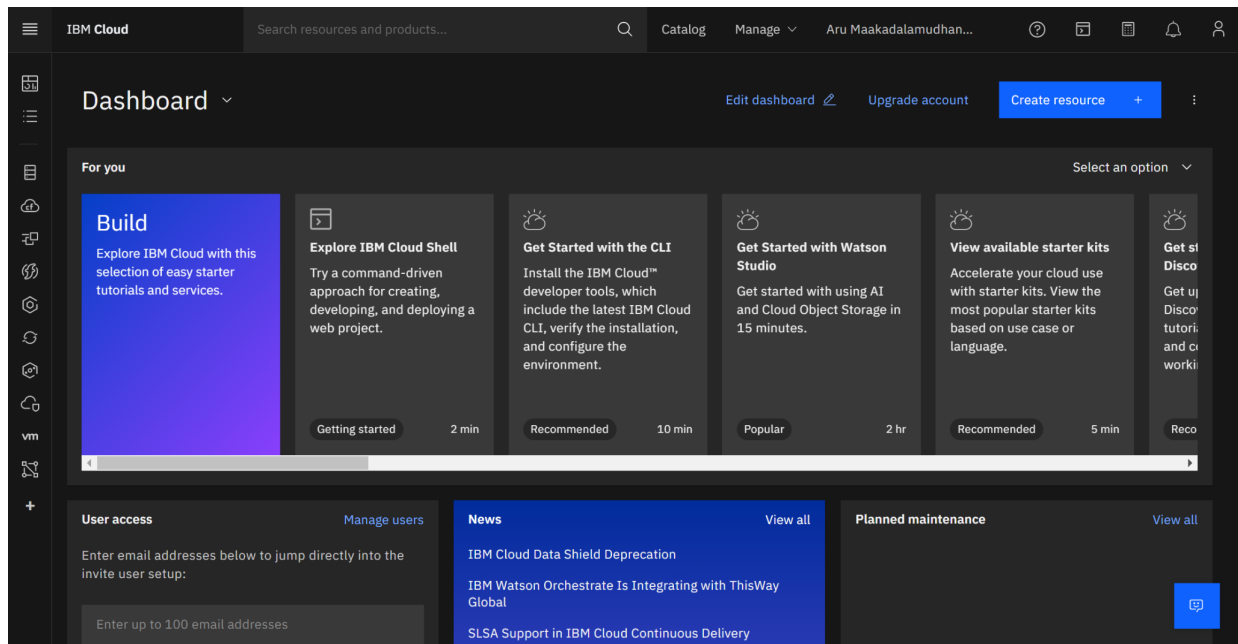 IBM Cloud
Search resources and products...
Catalog
Manage
Aru Maakadalamudhan...
Dashboard
Edit dashboard
Upgrade account
Create resource +
For you
Select an option
Build
Explore IBM Cloud with this
selection of easy starter
tutorials and services.
Explore IBM Cloud Shell
Try a command-driven
approach for creating,
developing, and deploying a
web project.
Getting started
2 min
Get Started with the CLI
Install the IBM Cloud™
developer tools, which
include the latest IBM Cloud
CLI, verify the installation,
and configure the
environment.
Recommended
10 min
Get Started with Watson
Studio
Get started with using AI
and Cloud Object Storage in
15 minutes.
Popular
2 hr
View available starter kits
Accelerate your cloud use
with starter kits. View the
most popular starter kits
based on use case or
language.
Recommended
5 min
Get
Disco
Get
Disco
tutori
and
worki
Reco
vm
User access
Manage users
Enter email addresses below to jump directly into the
invite user setup:
Enter up to 100 email addresses
News
View all
IBM Cloud Data Shield Deprecation
IBM Watson Orchestrate Is Integrating with ThisWay
Global
SLSA Support in IBM Cloud Continuous Delivery
Planned maintenance
View all